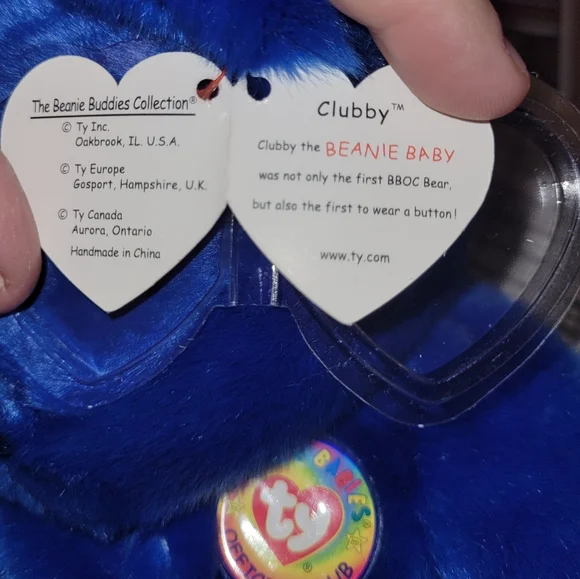 The Beanie Buddies Collection®
© Ty Inc.
Oakbrook, IL. U.S.A.
© Ty Europe
Gosport, Hampshire, U.K.
© Ty Canada
Aurora, Ontario
Handmade in China
Clubby™
Clubby the BEANIE BABY
was not only the first BBOC Bear,
but also the first to wear a button!
www.ty.com
ty
®